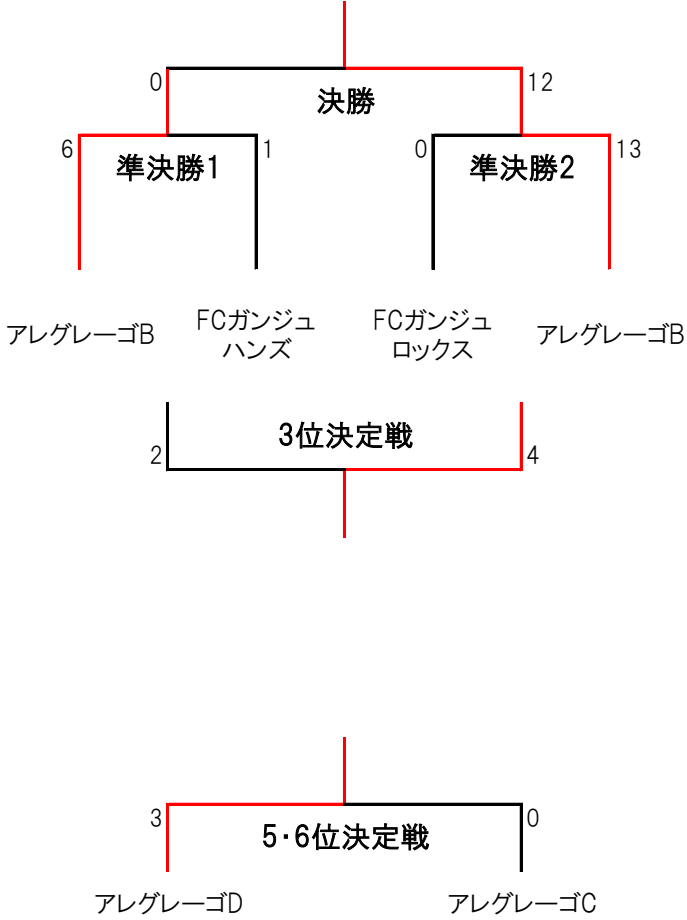 0
12
決勝
6
1
0
13
準決勝1
準決勝2
アレグレーゴB
FCガンジュ
ハンズ
FCガンジュ
ロックス
アレグレーゴB
3位決定戦
2
4
3
0
5・6位決定戦
アレグレーゴD
アレグレーゴC